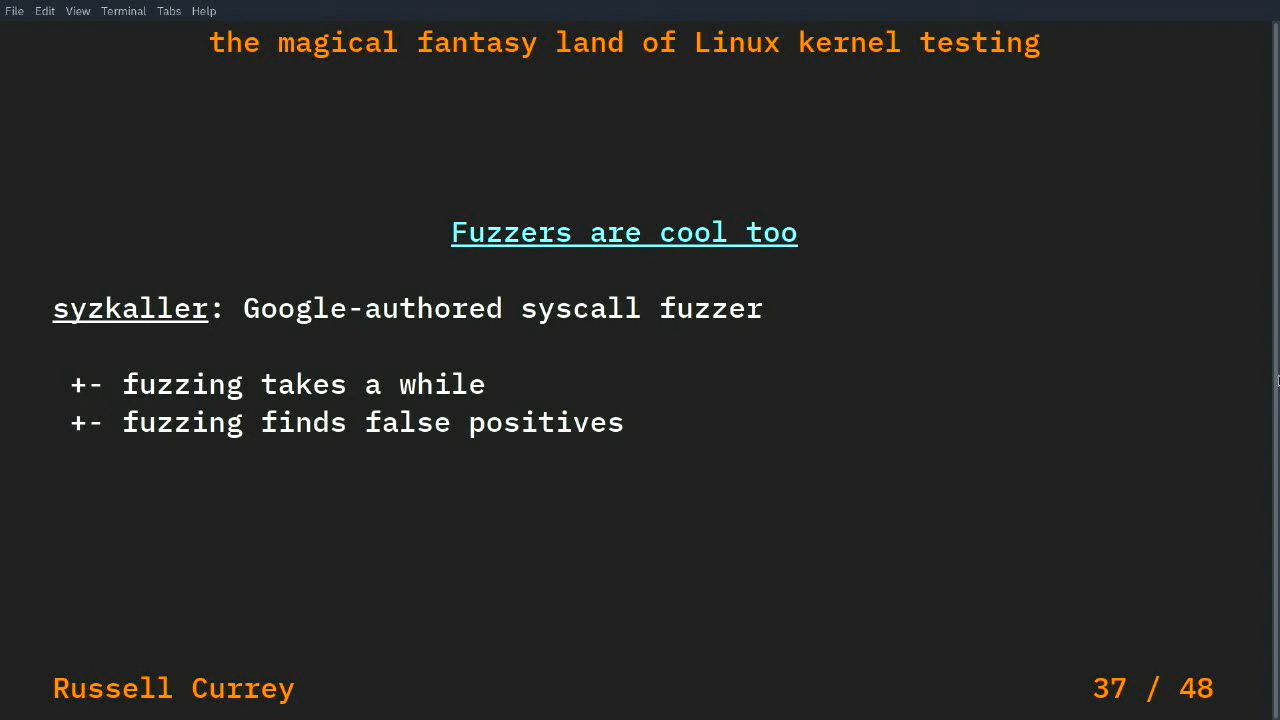 File Edit View Terminal Tabs Help
the magical fantasy land of Linux kernel testing
Fuzzers are cool too
syzkaller: Google-authored syscall fuzzer
+- fuzzing takes a while
+- fuzzing finds false positives
Russell Currey 37 / 48